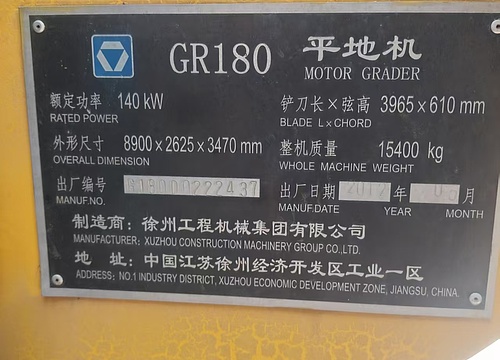 GR180 平地机
MOTOR GRADER
额定功率 140 kW 铲刀长×弦高 3965×610 mm
RATED POWER BLADE L×CHORD
外形尺寸 8900×2625×3470 mm 整机质量 15400 kg
OVERALL DIMENSION WHOLE MACHINE WEIGHT
出厂编号 出厂日期 2012 年 月
MANUF.NO. MANUF.DATE YEAR MONTH
制造商：徐州工程机械集团有限公司
MANUFACTURER: XUZHOU CONSTRUCTION MACHINERY GROUP CO.,LTD.
地 址：中国江苏徐州经济开发区工业一区
ADDRESS: NO.1 INDUSTRY DISTRICT, XUZHOU ECONOMIC DEVELOPMENT ZONE, JIANGSU, CHINA.